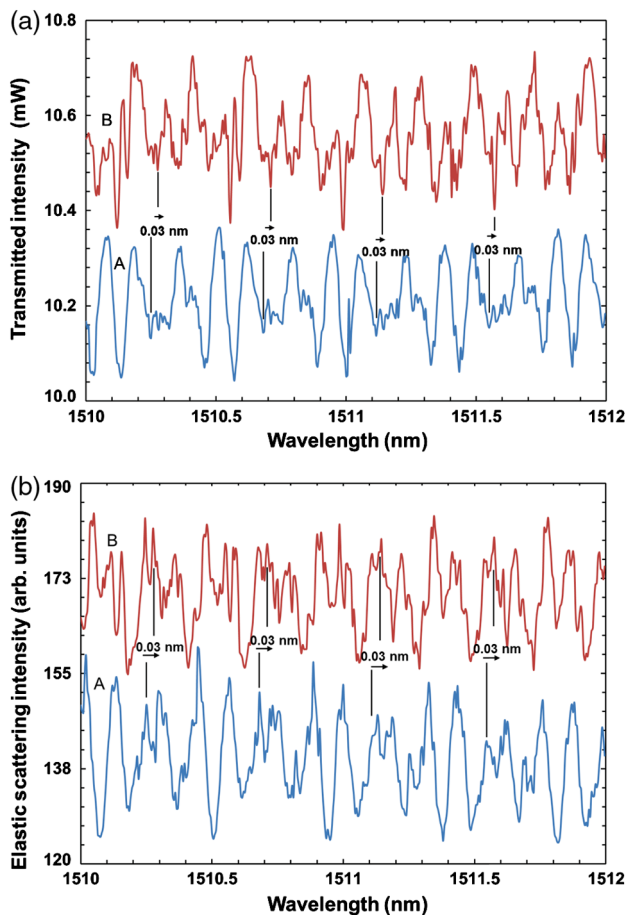 (a)
10.8
10.6
10.4
10.2
10.0
Transmitted intensity (mW)
B
A
0.03 nm
0.03 nm
0.03 nm
0.03 nm
1510 1510.5 1511 1511.5 1512
Wavelength (nm)
(b)
190
173
155
138
120
Elastic scattering intensity (arb. units)
B
A
0.03 nm
0.03 nm
0.03 nm
0.03 nm
1510 1510.5 1511 1511.5 1512
Wavelength (nm)